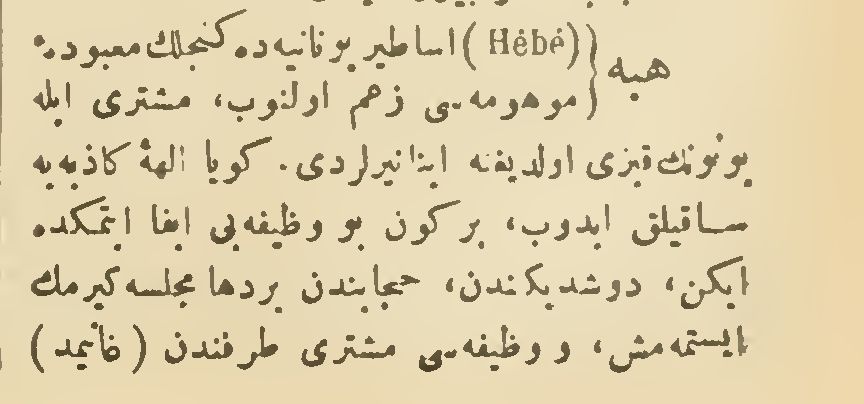 هبه { (Hébé) اساطیر یونانیه‌ده کنجلك معبوده‌ٔ
موهومه‌سی زعم اولنوب، مشتری ایله
یونونك قیزی اولدیغنه اینانیرلردی. کویا الههٔ کاذبه‌یه
ساقیلق ایدوب، بر کون بو وظیفه‌یی ایفا ایتمکده
ایکن، دوشدیکندن، حجابندن بردها مجلسه کیرمك
ایستمه‌مش، و وظیفه‌سی مشتری طرفندن (غانیمد)